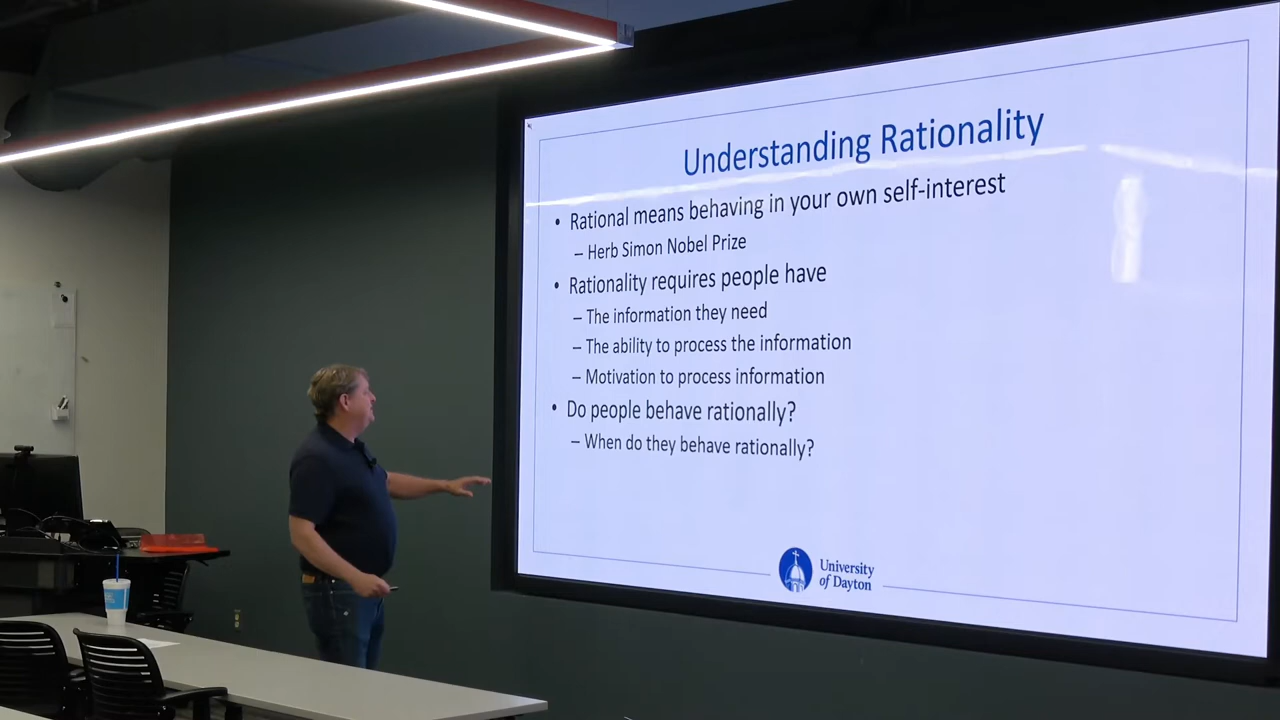 Understanding Rationality
• Rational means behaving in your own self-interest
– Herb Simon Nobel Prize
• Rationality requires people have
– The information they need
– The ability to process the information
– Motivation to process information
• Do people behave rationally?
– When do they behave rationally?
University
of Dayton